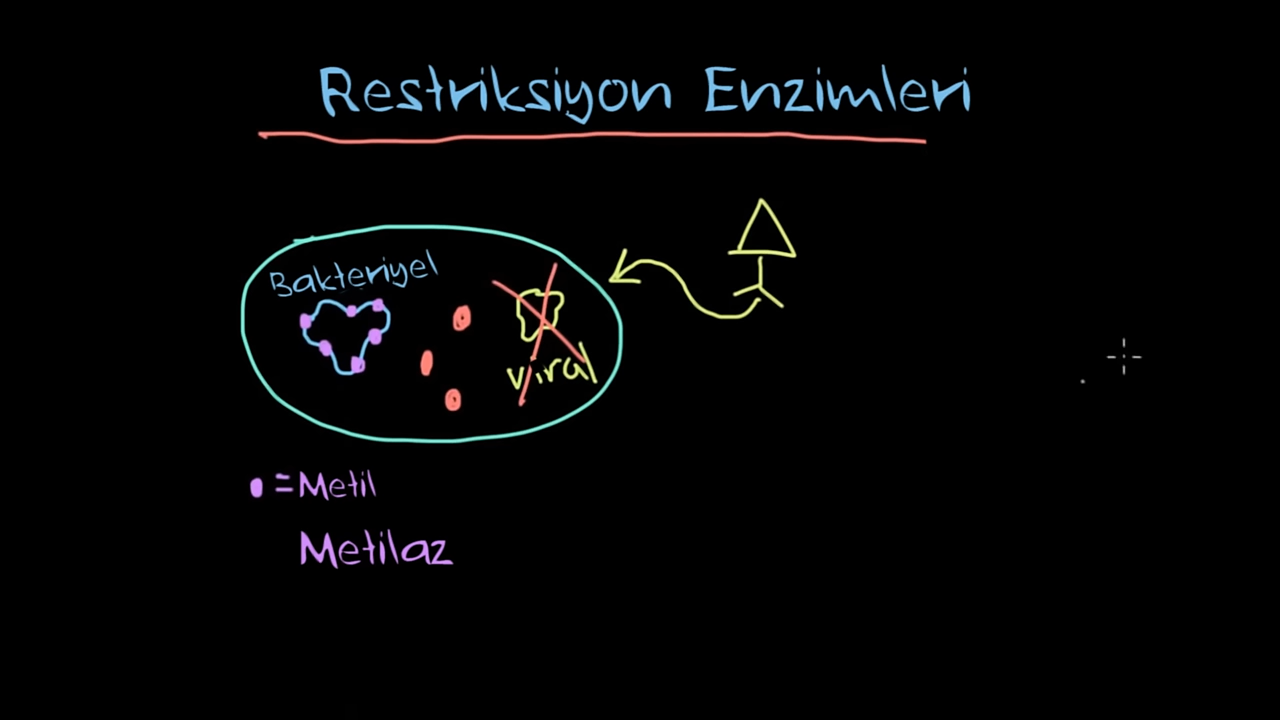 Restriksiyon Enzimleri
Bakteriyel
viral
= Metil
Metilaz